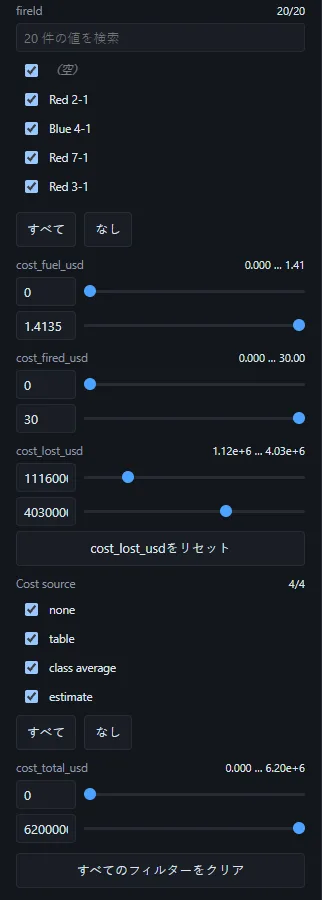 fireId 20/20
20 件の値を検索
(空)
Red 2-1
Blue 4-1
Red 7-1
Red 3-1
すべて なし
cost_fuel_usd 0.000 ... 1.41
0
1.4135
cost_fired_usd 0.000 ... 30.00
0
30
cost_lost_usd 1.12e+6 ... 4.03e+6
1116000
4030000
cost_lost_usdをリセット
Cost source 4/4
none
table
class average
estimate
すべて なし
cost_total_usd 0.000 ... 6.20e+6
0
6200000
すべてのフィルターをクリア